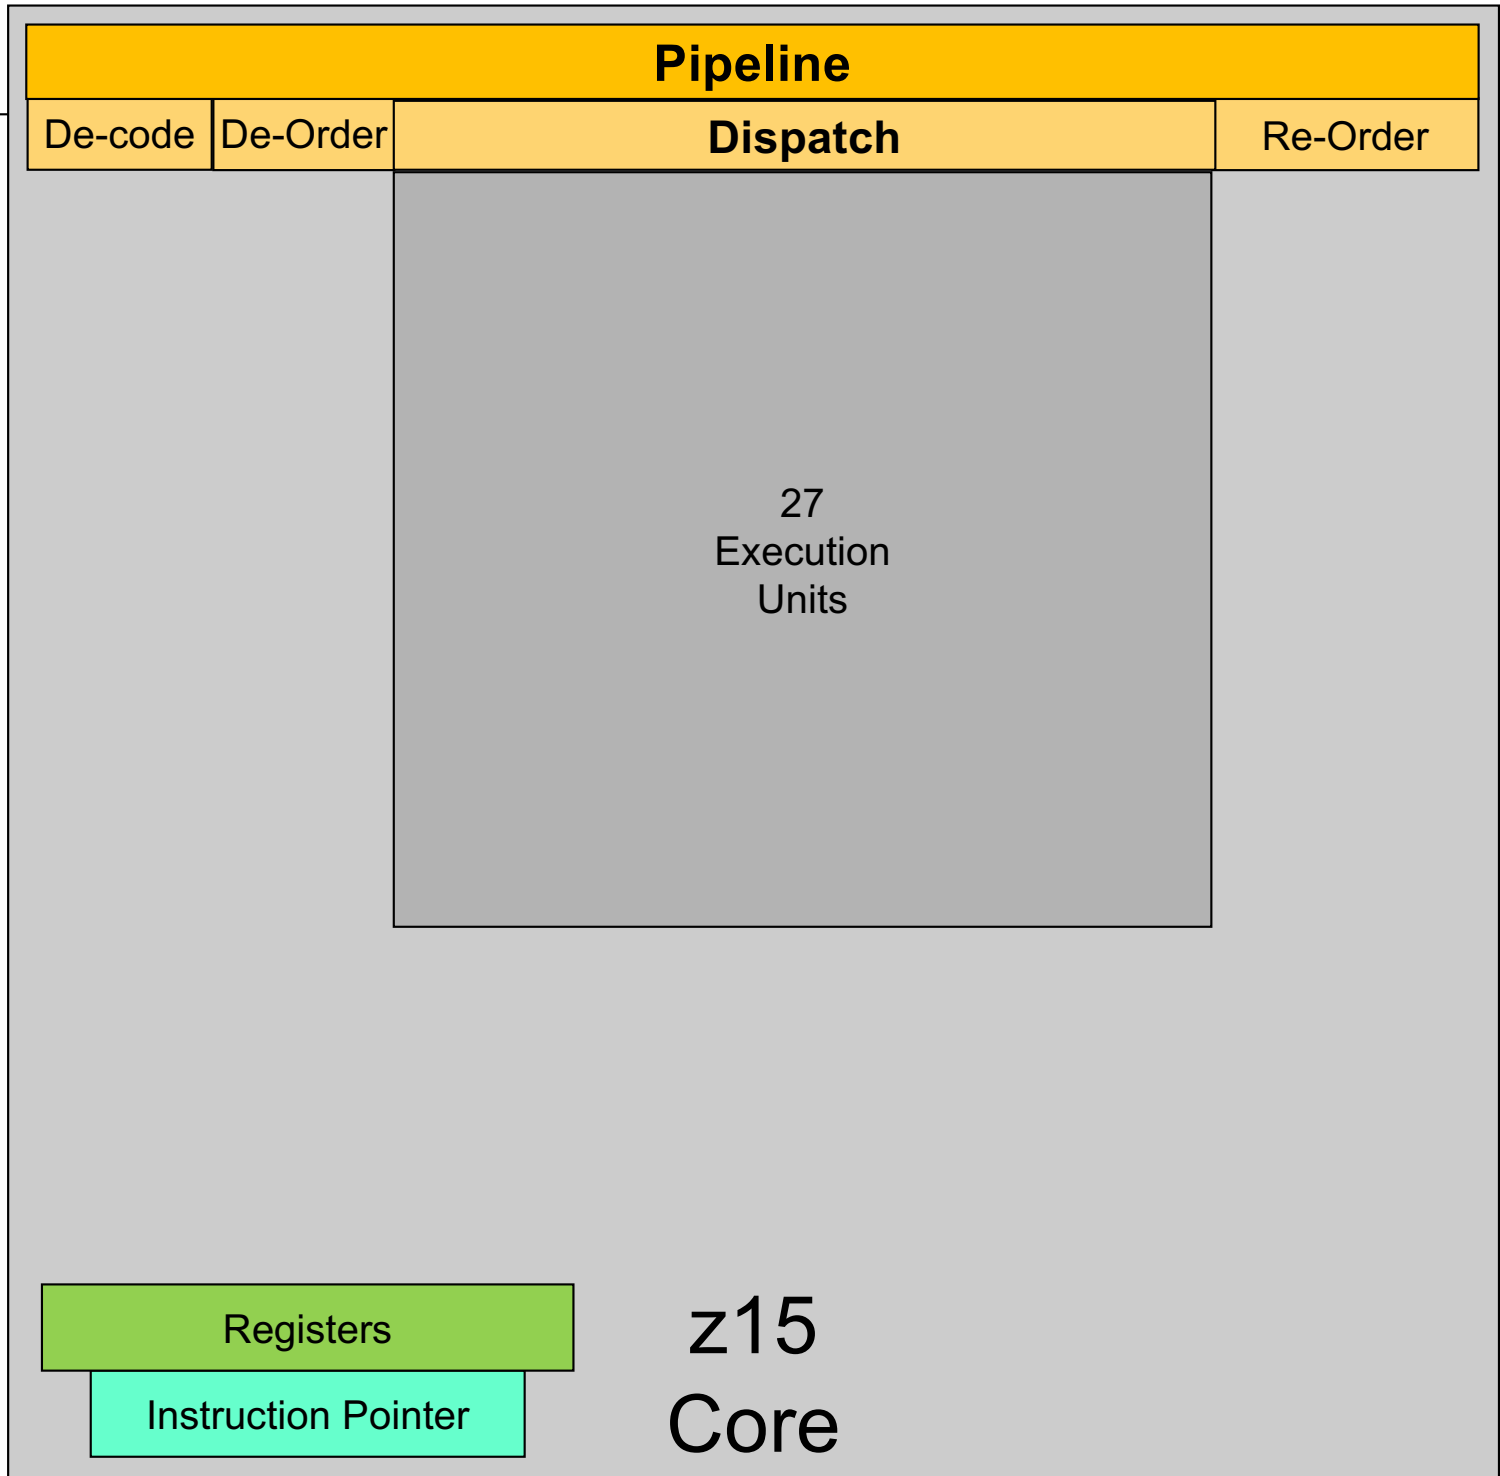 Pipeline
De-code De-Order Dispatch Re-Order
27
Execution
Units
Registers
Instruction Pointer
z15
Core